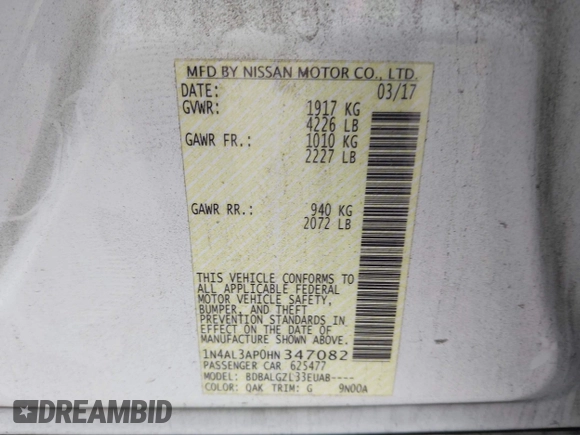 MFD BY NISSAN MOTOR CO., LTD.
DATE: 03/17
GVWR: 1917 KG
4226 LB
GAWR FR.: 1010 KG
2227 LB
GAWR RR.: 940 KG
2072 LB
THIS VEHICLE CONFORMS TO
ALL APPLICABLE FEDERAL
MOTOR VEHICLE SAFETY,
BUMPER, AND THEFT
PREVENTION STANDARDS IN
EFFECT ON THE DATE OF
MANUFACTURE SHOWN ABOVE.
1N4AL3AP0HN 347082
PASSENGER CAR 625477
MODEL: BDBALGZL33EUAB----
COLOR: QAK TRIM: G 9N00A
DREAMBID
DREAMBID